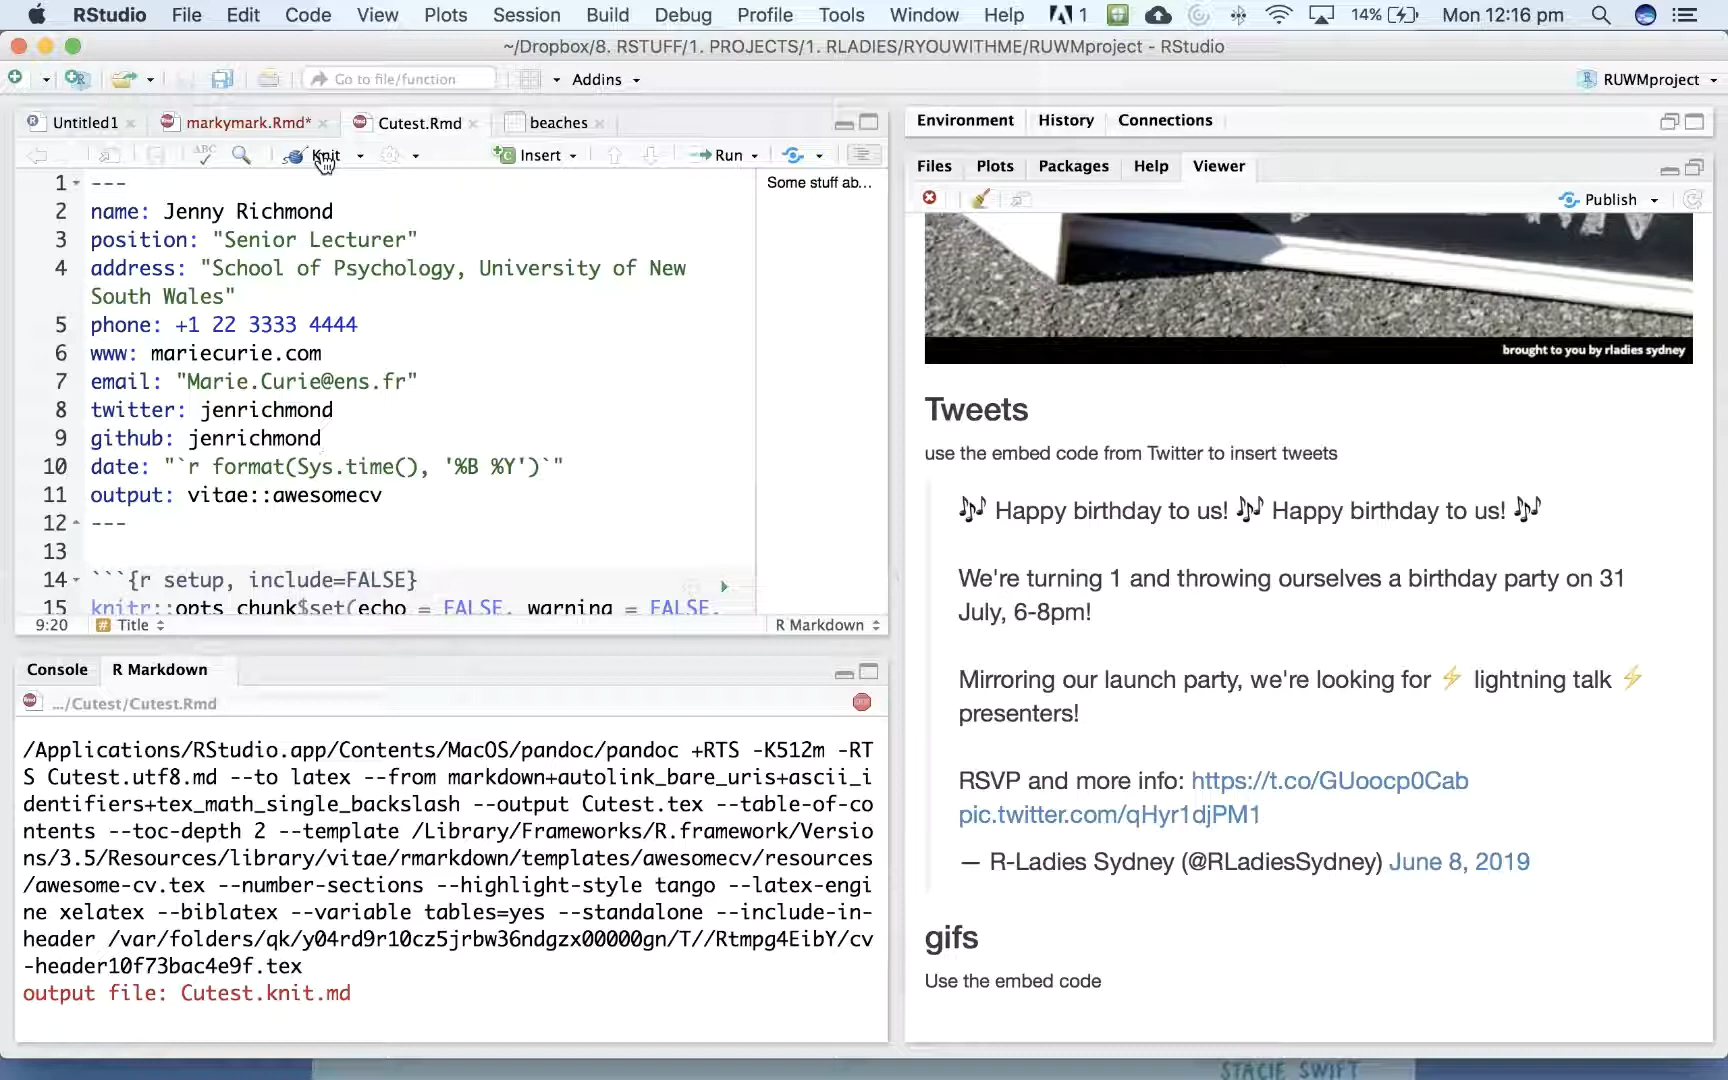 RStudio File Edit Code View Plots Session Build Debug Profile Tools Window Help 1 14% Mon 12:16 pm
~/Dropbox/8. RSTUFF/1. PROJECTS/1. RLADIES/RYOUWITHME/RUWMproject - RStudio
Go to file/function Addins RUWMproject
Untitled1 markymark.Rmd* Cutest.Rmd beaches
ABC Knit Insert Run
1 ---
2 name: Jenny Richmond
3 position: "Senior Lecturer"
4 address: "School of Psychology, University of New
South Wales"
5 phone: +1 22 3333 4444
6 www: mariecurie.com
7 email: "Marie.Curie@ens.fr"
8 twitter: jenrichmond
9 github: jenrichmond
10 date: "`r format(Sys.time(), '%B %Y')`"
11 output: vitae::awesomecv
12 ---
13
14 ```{r setup, include=FALSE}
15 knitr::opts_chunk$set(echo = FALSE, warning = FALSE,
Some stuff ab...
9:20 # Title R Markdown
Console R Markdown
.../Cutest/Cutest.Rmd
/Applications/RStudio.app/Contents/MacOS/pandoc/pandoc +RTS -K512m -RT
S Cutest.utf8.md --to latex --from markdown+autolink_bare_uris+ascii_i
dentifiers+tex_math_single_backslash --output Cutest.tex --table-of-co
ntents --toc-depth 2 --template /Library/Frameworks/R.framework/Versio
ns/3.5/Resources/library/vitae/rmarkdown/templates/awesomecv/resources
/awesome-cv.tex --number-sections --highlight-style tango --latex-engi
ne xelatex --biblatex --variable tables=yes --standalone --include-in-
header /var/folders/qk/y04rd9r10cz5jrbw36ndgzx00000gn/T//Rtmpg4EibY/cv
-header10f73bac4e9f.tex
output file: Cutest.knit.md
Environment History Connections
Files Plots Packages Help Viewer
Publish
brought to you by rladies sydney
Tweets
use the embed code from Twitter to insert tweets
🎶 Happy birthday to us! 🎶 Happy birthday to us! 🎶
We're turning 1 and throwing ourselves a birthday party on 31
July, 6-8pm!
Mirroring our launch party, we're looking for ⚡ lightning talk ⚡
presenters!
RSVP and more info: https://t.co/GUoocp0Cab
pic.twitter.com/qHyr1djPM1
— R-Ladies Sydney (@RLadiesSydney) June 8, 2019
gifs
Use the embed code
STACIE SWIFT